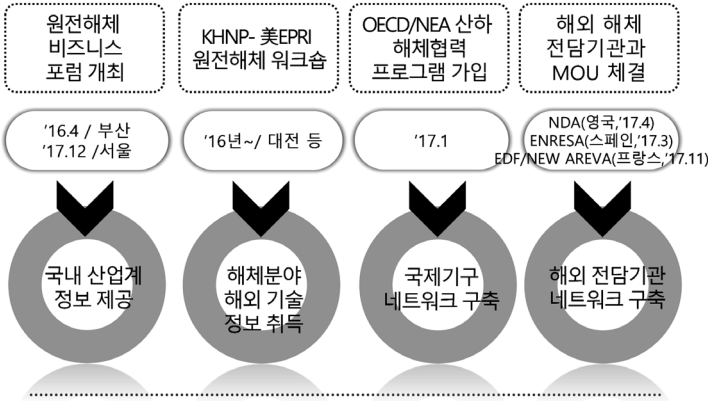 원전해체
비즈니스
포럼 개최
’16.4 / 부산
’17.12 /서울
국내 산업계
정보 제공
KHNP- 美EPRI
원전해체 워크숍
’16년~/ 대전 등
해체분야
해외 기술
정보 취득
OECD/NEA 산하
해체협력
프로그램 가입
’17.1
국제기구
네트워크 구축
해외 해체
전담기관과
MOU 체결
NDA(영국,’17.4)
ENRESA(스페인,’17.3)
EDF/NEW AREVA(프랑스,’17.11)
해외 전담기관
네트워크 구축